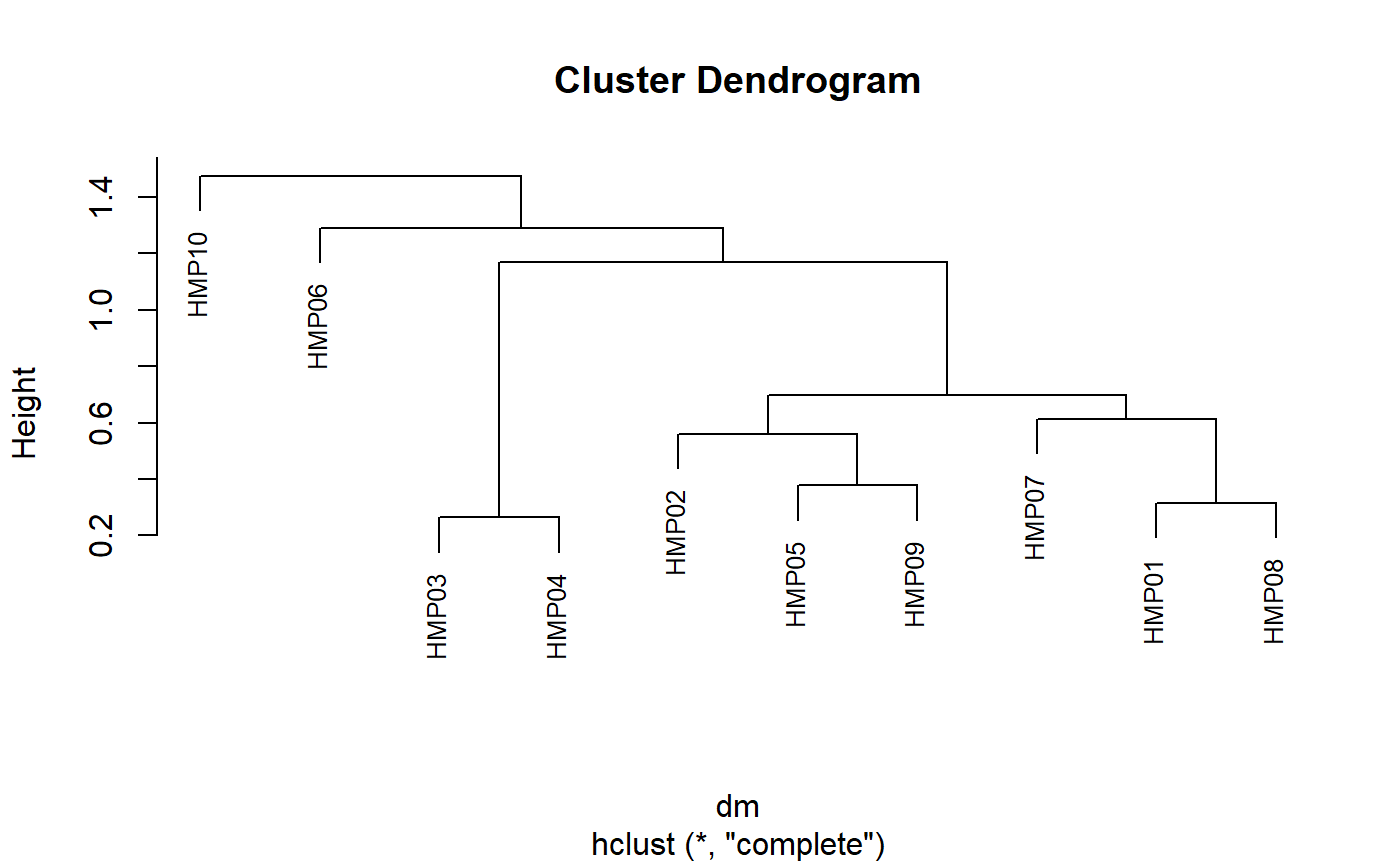 Cluster Dendrogram
Height
1.4
1.0
0.6
0.2
HMP10
HMP06
HMP03
HMP04
HMP02
HMP05
HMP09
HMP07
HMP01
HMP08
dm
hclust (*, "complete")